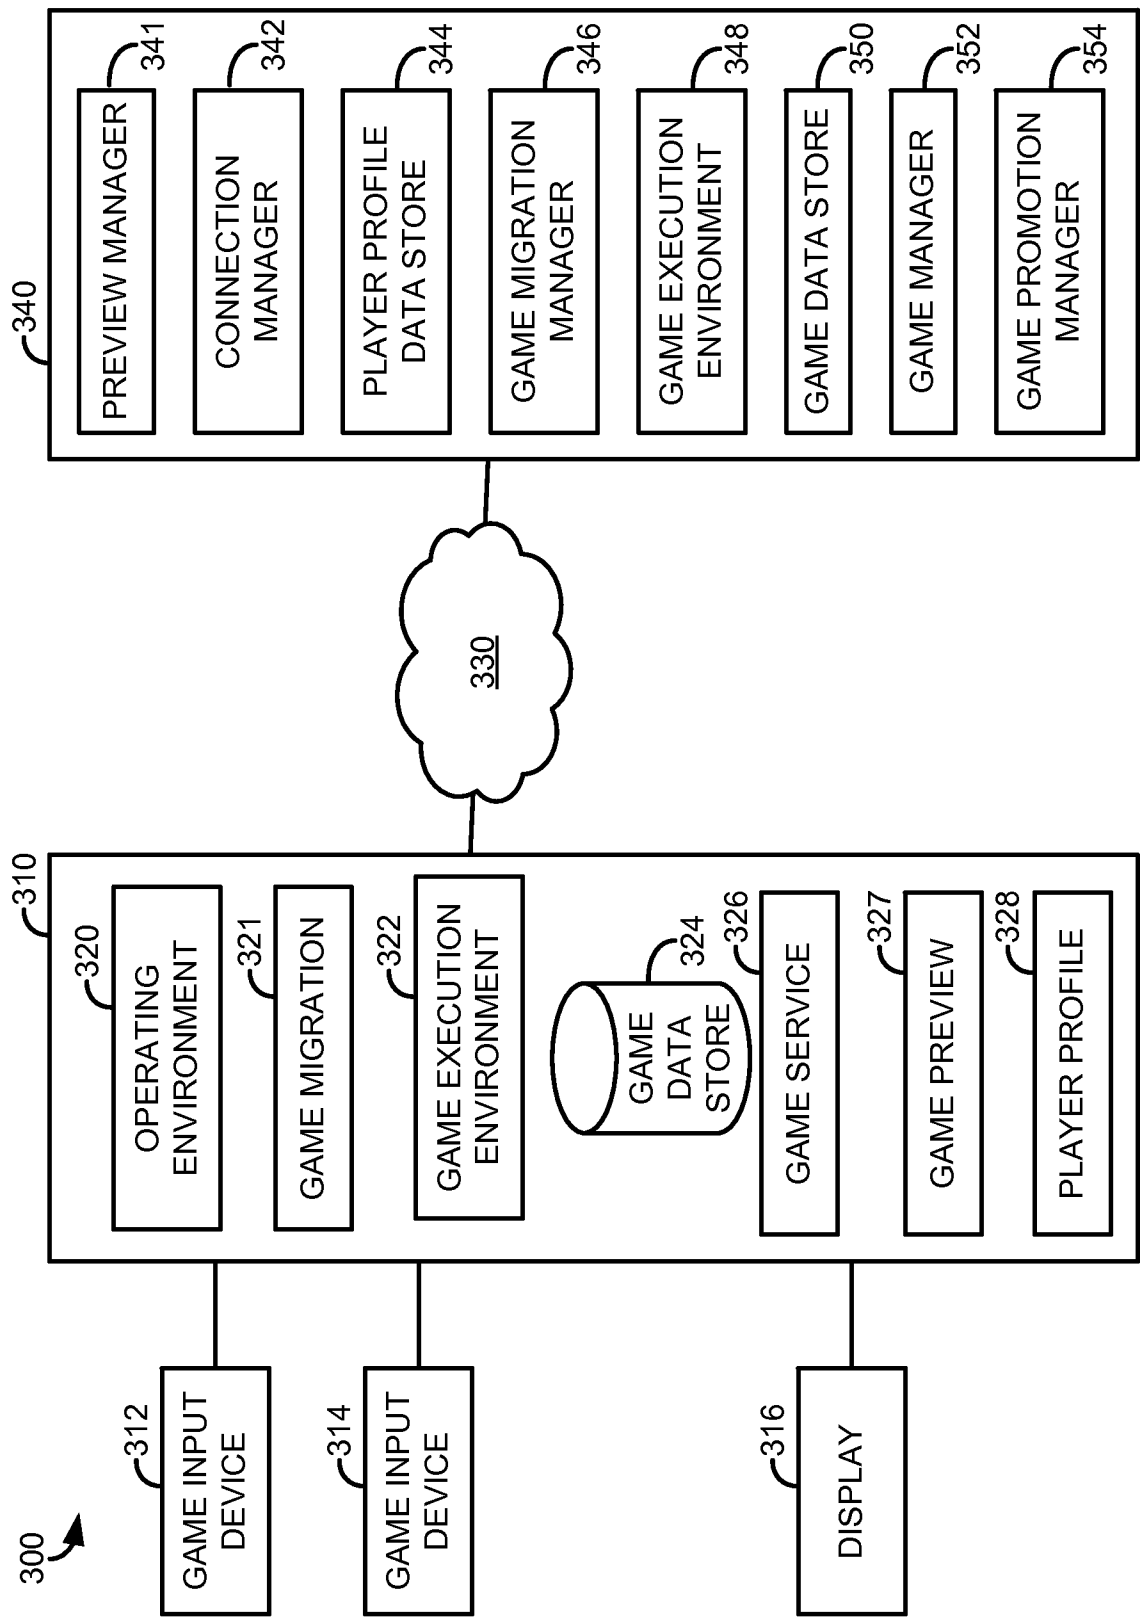 300
312
GAME INPUT
DEVICE
314
GAME INPUT
DEVICE
316
DISPLAY
310
320
OPERATING
ENVIRONMENT
321
GAME MIGRATION
322
GAME EXECUTION
ENVIRONMENT
324
GAME
DATA
STORE
326
GAME SERVICE
327
GAME PREVIEW
328
PLAYER PROFILE
330
340
341
PREVIEW MANAGER
342
CONNECTION
MANAGER
344
PLAYER PROFILE
DATA STORE
346
GAME MIGRATION
MANAGER
348
GAME EXECUTION
ENVIRONMENT
350
GAME DATA STORE
352
GAME MANAGER
354
GAME PROMOTION
MANAGER